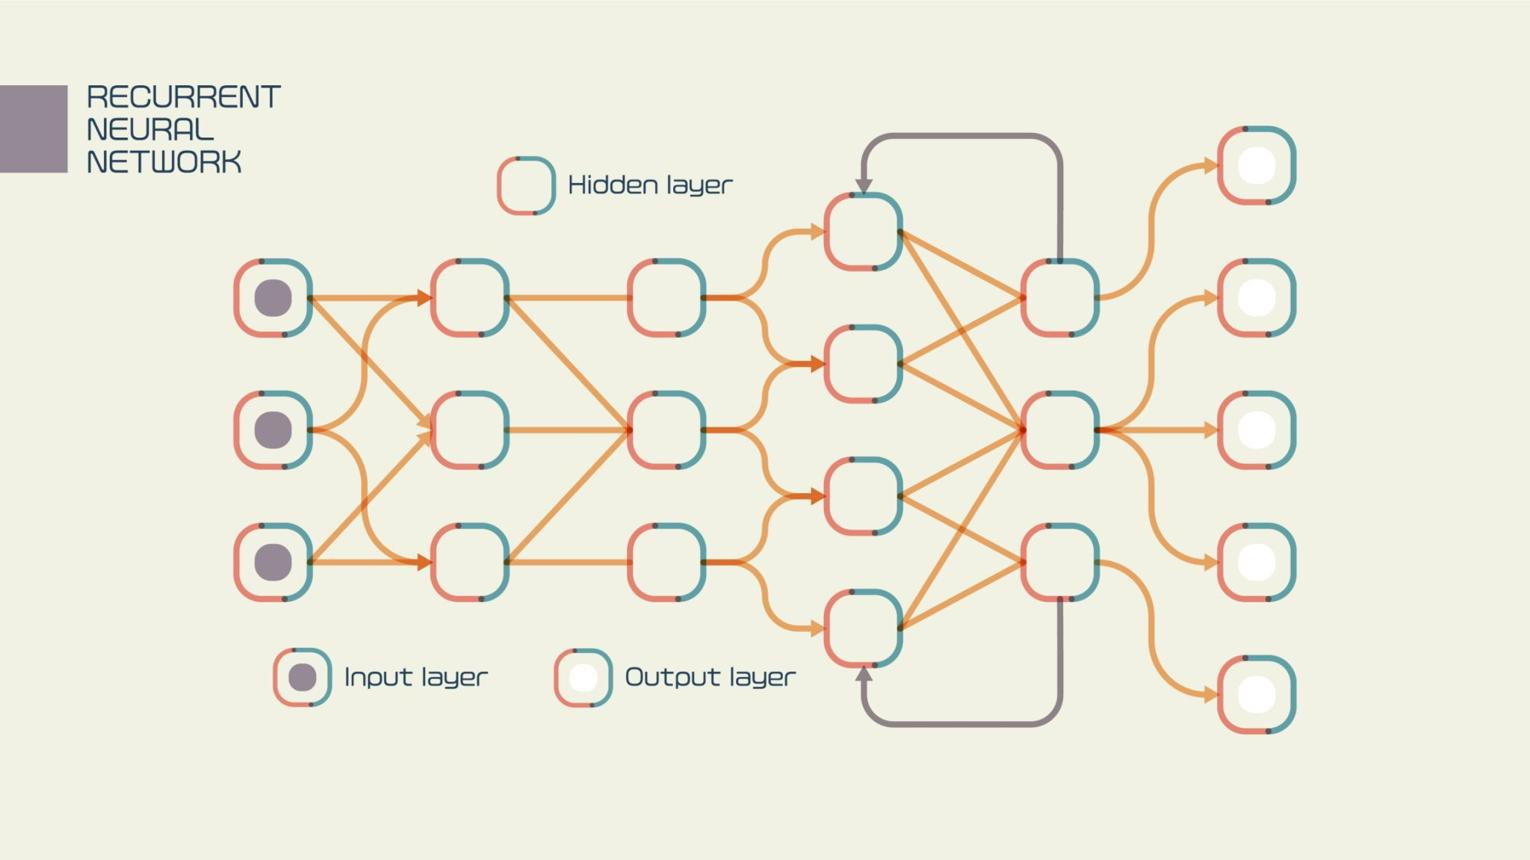 RECURRENT
NEURAL
NETWORK
Hidden layer
Input layer
Output layer